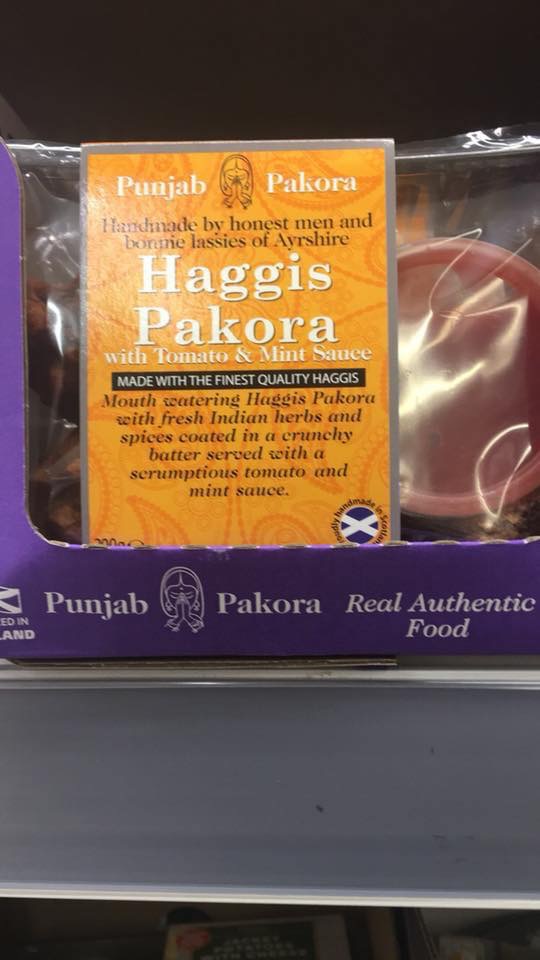 Punjab Pakora
Handmade by honest men and
bonnie lassies of Ayrshire
Haggis
Pakora
with Tomato & Mint Sauce
MADE WITH THE FINEST QUALITY HAGGIS
Mouth watering Haggis Pakora
with fresh Indian herbs and
spices coated in a crunchy
batter served with a
scrumptious tomato and
mint sauce.
handmade in
Punjab Pakora
Real Authentic
Food